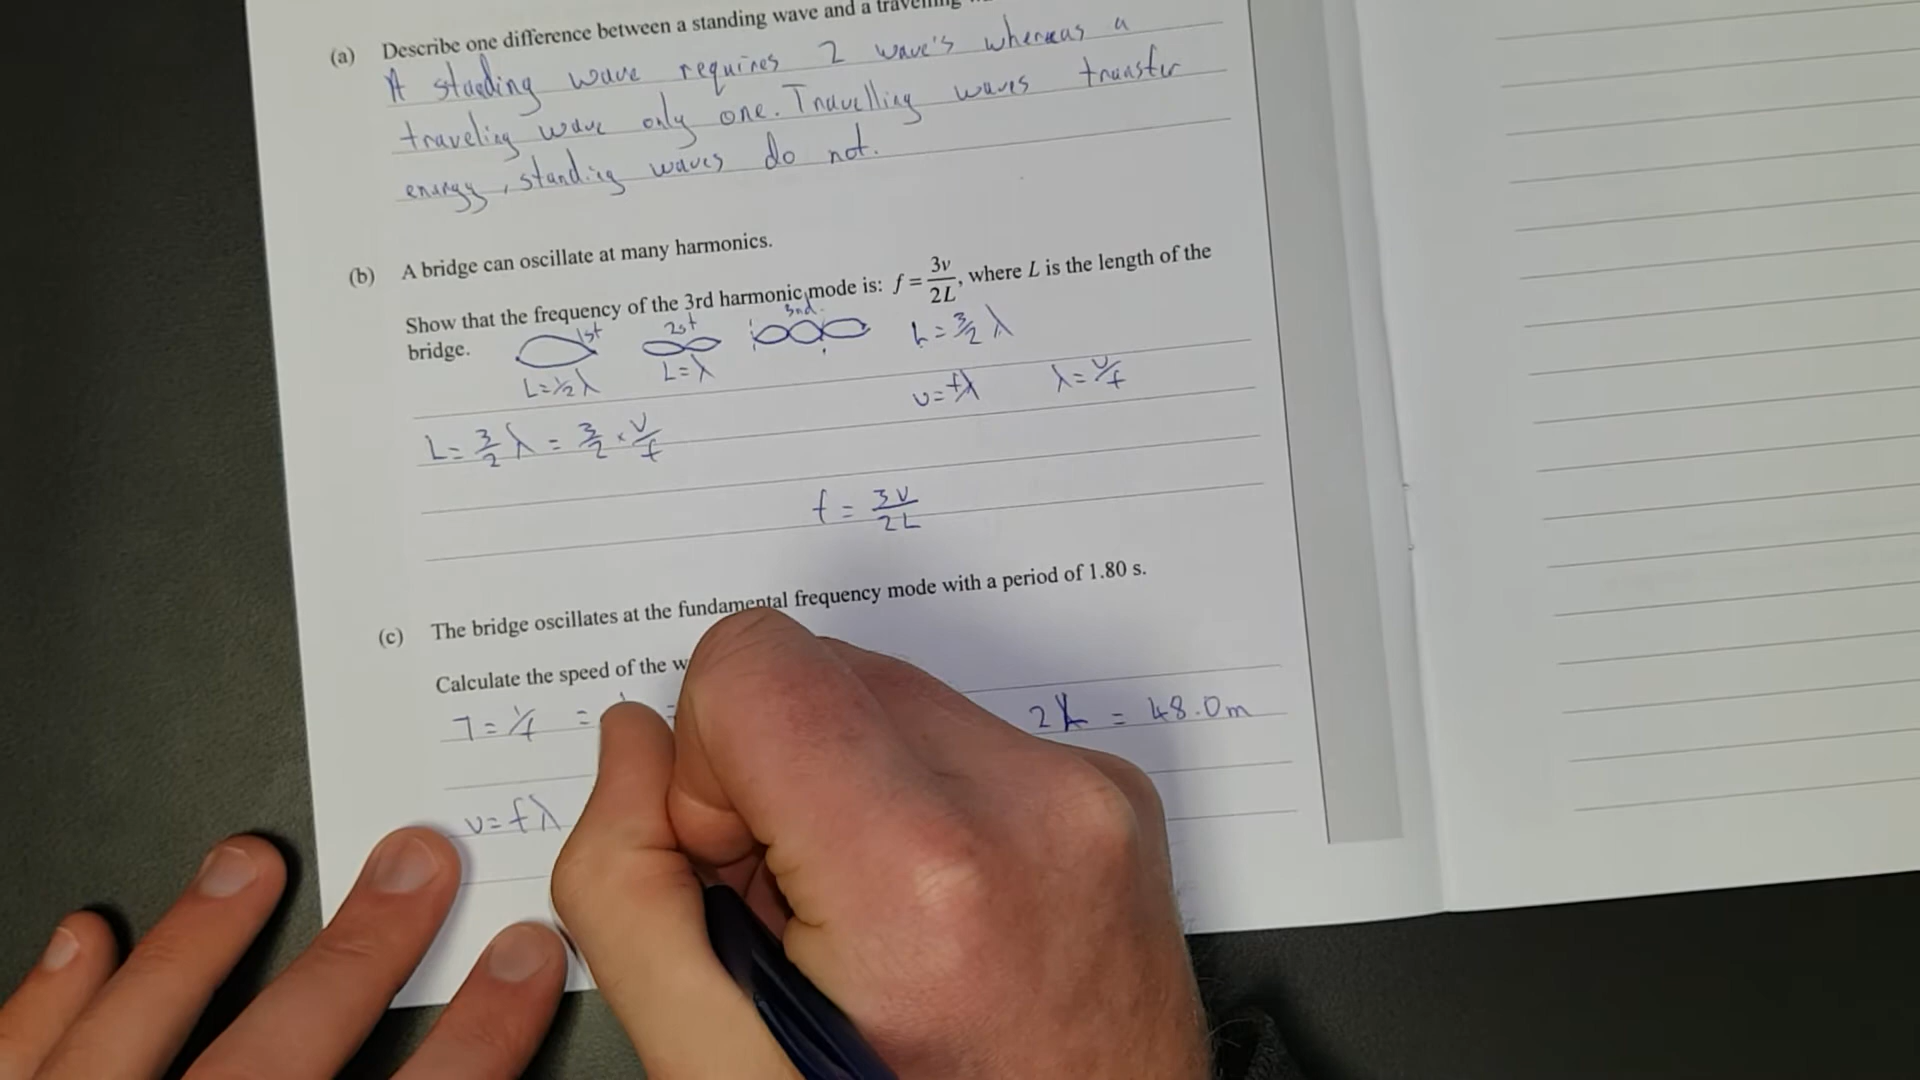 (a) Describe one difference between a standing wave and a
A standing wave requires 2 wave's whereas a
traveling wave only one. Travelling waves transfer
energy, standing waves do not.
(b) A bridge can oscillate at many harmonics.
Show that the frequency of the 3rd harmonic mode is: f = 3v/2L, where L is the length of the
bridge.
1st 2st 3nd
L = 3/2 λ
L=1/2 λ L=λ
v=fλ λ=v/f
L= 3/2 λ = 3/2 × v/f
f = 3v/2L
(c) The bridge oscillates at the fundamental frequency mode with a period of 1.80 s.
Calculate the speed of the
T = 1/f = 2L = 48.0m
v=fλ